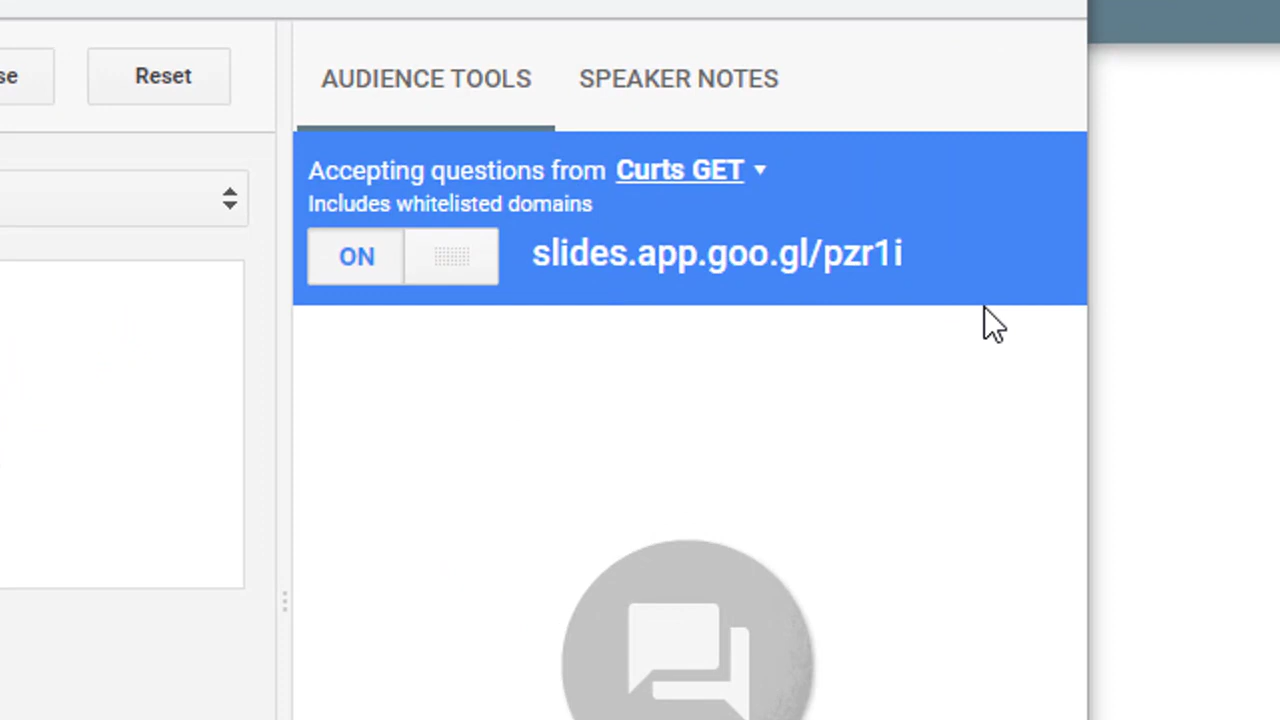 Reset
AUDIENCE TOOLS
SPEAKER NOTES
Accepting questions from Curts GET
Includes whitelisted domains
ON
slides.app.goo.gl/pzr1i